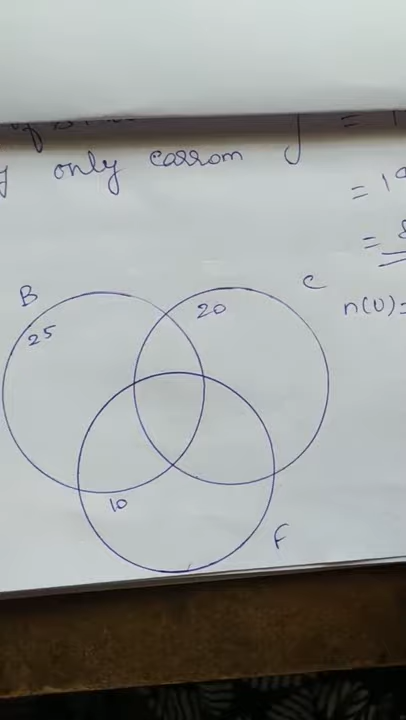 only carrom
=
=
B
C
25
20
n(U)=
10
F